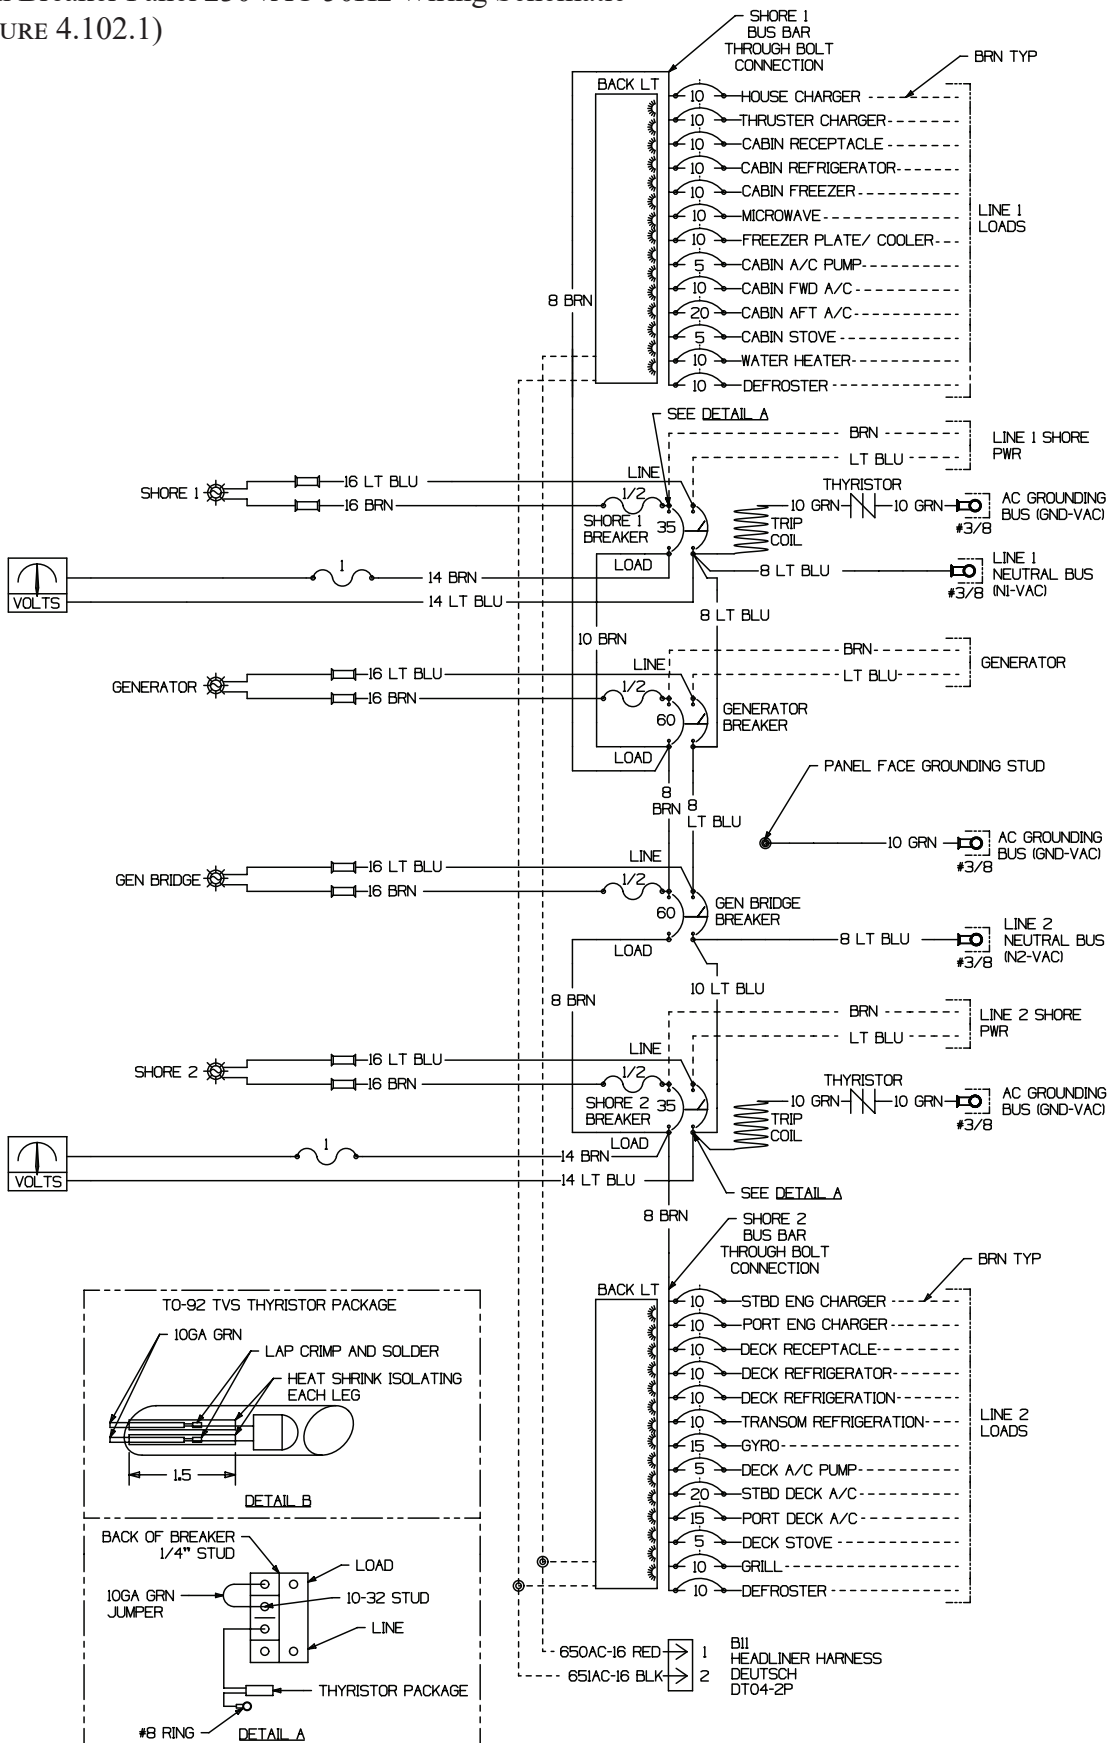 URE 4.102.1)
SHORE 1
BUS BAR
THROUGH BOLT
CONNECTION
BRN TYP
BACK LT
10 HOUSE CHARGER
10 THRUSTER CHARGER
10 CABIN RECEPTACLE
10 CABIN REFRIGERATOR
10 CABIN FREEZER
10 MICROWAVE
10 FREEZER PLATE/ COOLER
5 CABIN A/C PUMP
10 CABIN FWD A/C
20 CABIN AFT A/C
5 CABIN STOVE
10 WATER HEATER
10 DEFROSTER
LINE 1
LOADS
8 BRN
SEE DETAIL A
BRN
LT BLU
LINE 1 SHORE
PWR
SHORE 1
16 LT BLU
16 BRN
LINE
1/2
SHORE 1
BREAKER
35
LOAD
TRIP
COIL
THYRISTOR
10 GRN
10 GRN
AC GROUNDING
BUS (GND-VAC)
#3/8
VOLTS
1
14 BRN
14 LT BLU
8 LT BLU
LINE 1
NEUTRAL BUS
(N1-VAC)
#3/8
8 LT BLU
10 BRN
BRN
LT BLU
GENERATOR
GENERATOR
16 LT BLU
16 BRN
LINE
1/2
60
GENERATOR
BREAKER
LOAD
8
BRN
8
LT BLU
PANEL FACE GROUNDING STUD
10 GRN
AC GROUNDING
BUS (GND-VAC)
#3/8
GEN BRIDGE
16 LT BLU
16 BRN
LINE
1/2
60
GEN BRIDGE
BREAKER
LOAD
8 LT BLU
LINE 2
NEUTRAL BUS
(N2-VAC)
#3/8
8 BRN
10 LT BLU
BRN
LT BLU
LINE 2 SHORE
PWR
SHORE 2
16 LT BLU
16 BRN
LINE
1/2
SHORE 2
BREAKER
35
LOAD
TRIP
COIL
THYRISTOR
10 GRN
10 GRN
AC GROUNDING
BUS (GND-VAC)
#3/8
VOLTS
1
14 BRN
14 LT BLU
SEE DETAIL A
8 BRN
SHORE 2
BUS BAR
THROUGH BOLT
CONNECTION
BRN TYP
BACK LT
10 STBD ENG CHARGER
10 PORT ENG CHARGER
10 DECK RECEPTACLE
10 DECK REFRIGERATOR
10 DECK REFRIGERATION
10 TRANSOM REFRIGERATION
15 GYRO
5 DECK A/C PUMP
20 STBD DECK A/C
15 PORT DECK A/C
5 DECK STOVE
10 GRILL
10 DEFROSTER
LINE 2
LOADS
TO-92 TVS THYRISTOR PACKAGE
10GA GRN
LAP CRIMP AND SOLDER
HEAT SHRINK ISOLATING
EACH LEG
1.5
DETAIL B
BACK OF BREAKER
1/4" STUD
LOAD
10GA GRN
JUMPER
10-32 STUD
LINE
THYRISTOR PACKAGE
#8 RING
DETAIL A
650AC-16 RED
1
651AC-16 BLK
2
B11
HEADLINER HARNESS
DEUTSCH
DT04-2P